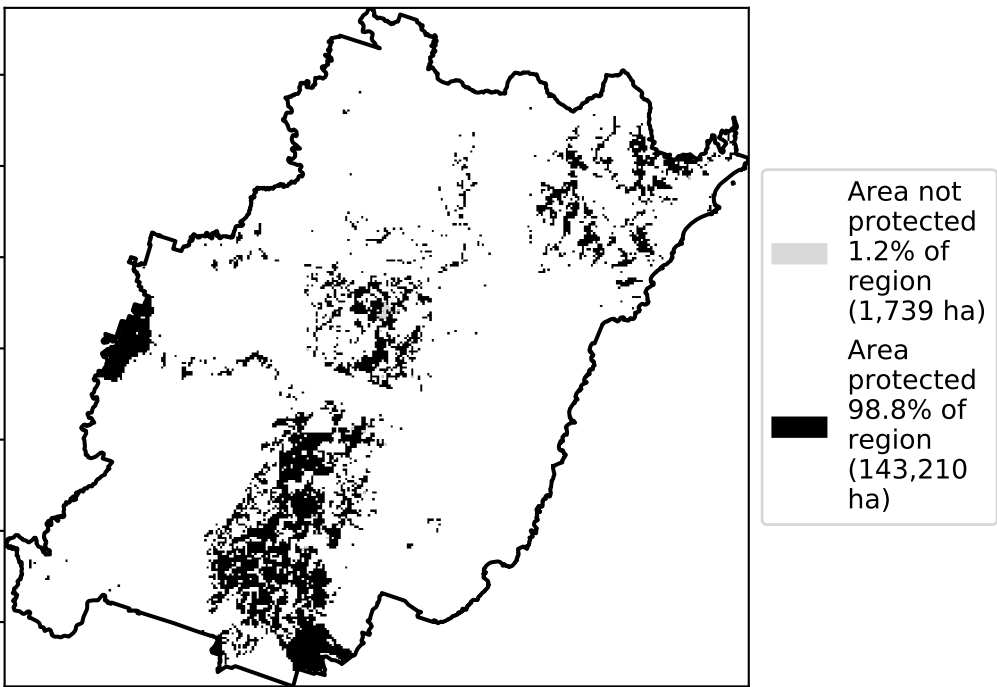 Area not
protected
1.2% of
region
(1,739 ha)
Area
protected
98.8% of
region
(143,210
ha)